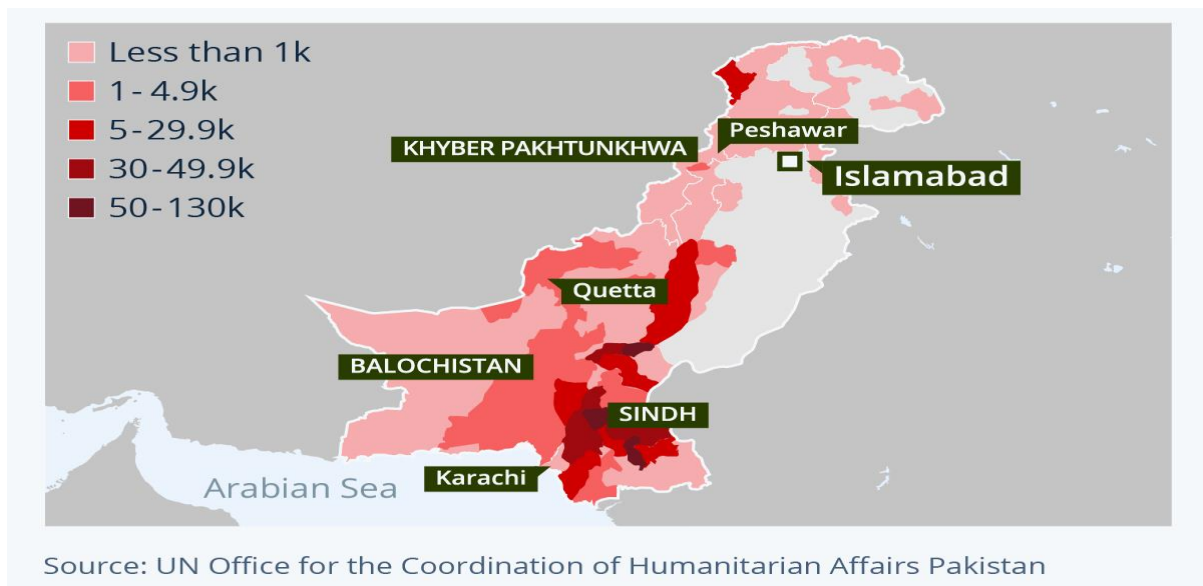 Less than 1k
1 - 4.9k
5-29.9k
30-49.9k
50-130k
Peshawar
KHYBER PAKHTUNKHWA
Islamabad
Quetta
BALOCHISTAN
SINDH
Karachi
Arabian Sea
Source: UN Office for the Coordination of Humanitarian Affairs Pakistan